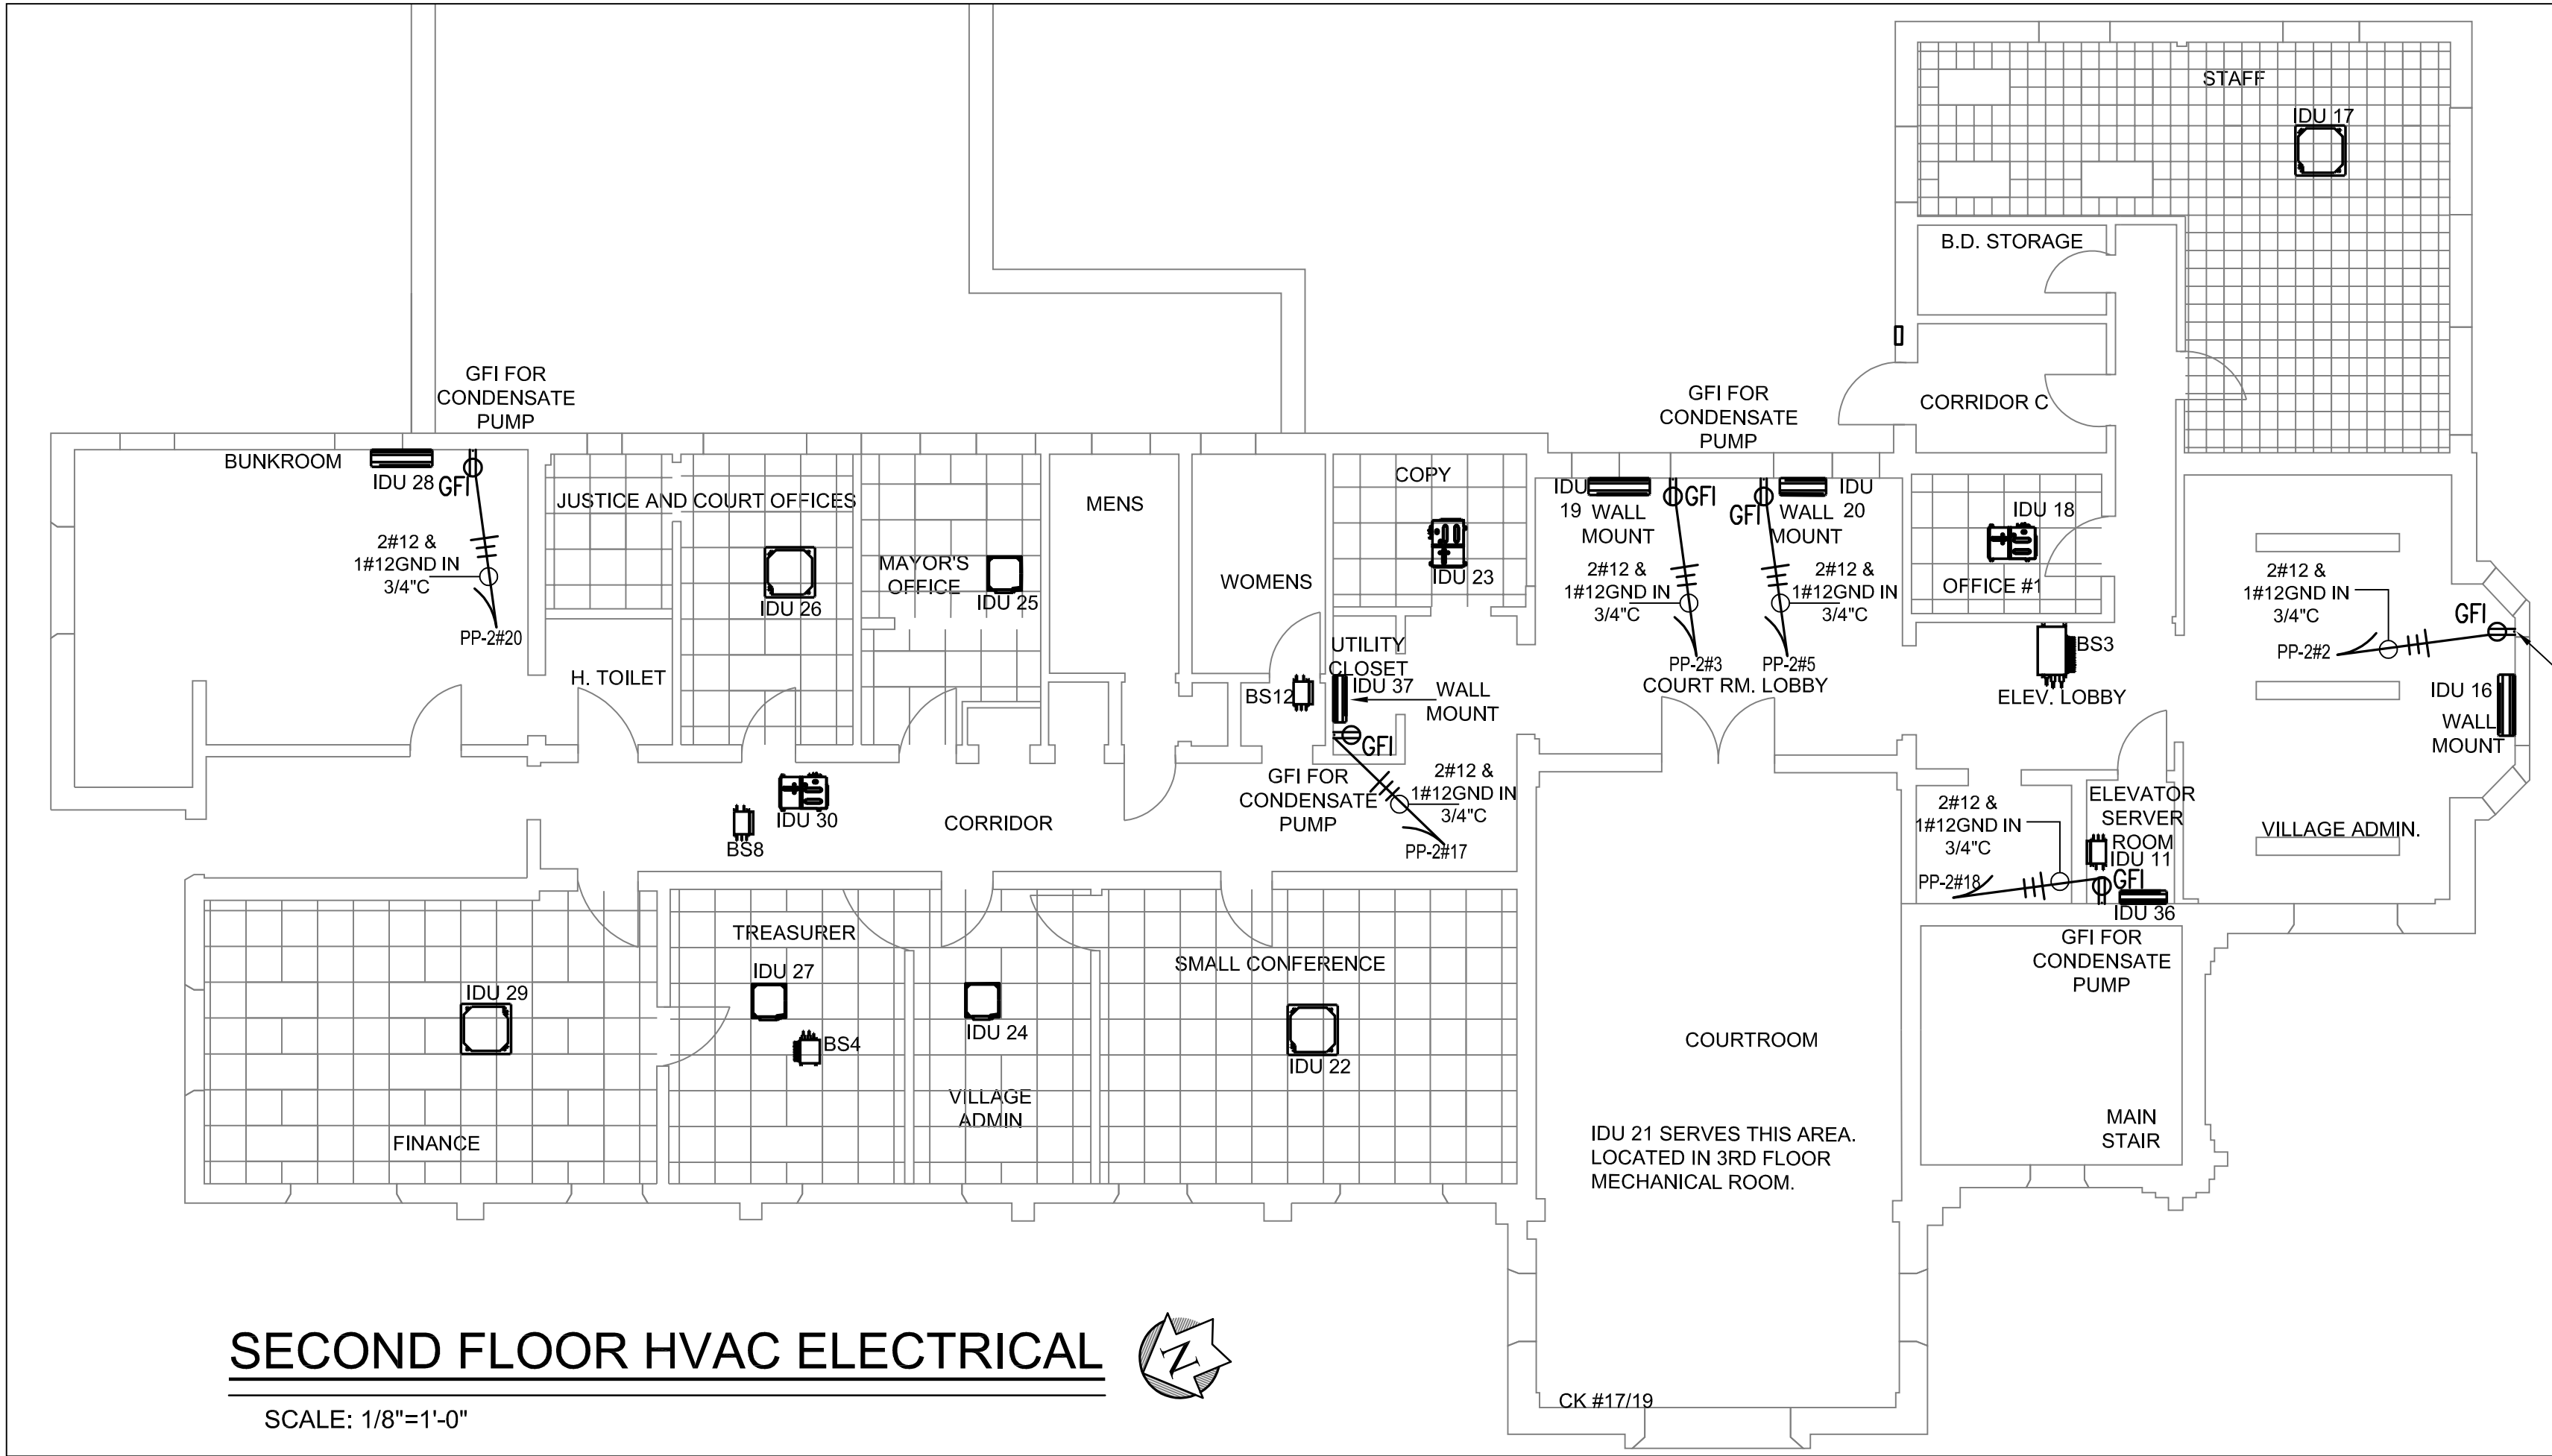 STAFF
IDU 17
B.D. STORAGE
CORRIDOR C
GFI FOR
CONDENSATE
PUMP
BUNKROOM
IDU 28
GFI
2#12 &
1#12GND IN
3/4"C
PP-2#20
JUSTICE AND COURT OFFICES
IDU 26
H. TOILET
MAYOR'S
OFFICE
IDU 25
MENS
WOMENS
COPY
IDU 23
UTILITY
CLOSET
IDU 37
WALL
MOUNT
BS12
GFI
GFI FOR
CONDENSATE
PUMP
2#12 &
1#12GND IN
3/4"C
PP-2#17
GFI FOR
CONDENSATE
PUMP
IDU
19
WALL
MOUNT
GFI
2#12 &
1#12GND IN
3/4"C
PP-2#3
GFI
WALL
MOUNT
IDU
20
2#12 &
1#12GND IN
3/4"C
PP-2#5
COURT RM. LOBBY
IDU 18
OFFICE #1
BS3
ELEV. LOBBY
2#12 &
1#12GND IN
3/4"C
GFI
PP-2#2
IDU 16
WALL
MOUNT
VILLAGE ADMIN.
ELEVATOR
SERVER
ROOM
IDU 11
2#12 &
1#12GND IN
3/4"C
PP-2#18
GFI
IDU 36
GFI FOR
CONDENSATE
PUMP
MAIN
STAIR
IDU 30
BS8
CORRIDOR
FINANCE
IDU 29
TREASURER
IDU 27
BS4
IDU 24
VILLAGE
ADMIN
SMALL CONFERENCE
IDU 22
COURTROOM
IDU 21 SERVES THIS AREA.
LOCATED IN 3RD FLOOR
MECHANICAL ROOM.
CK #17/19
SECOND FLOOR HVAC ELECTRICAL
N
SCALE: 1/8"=1'-0"